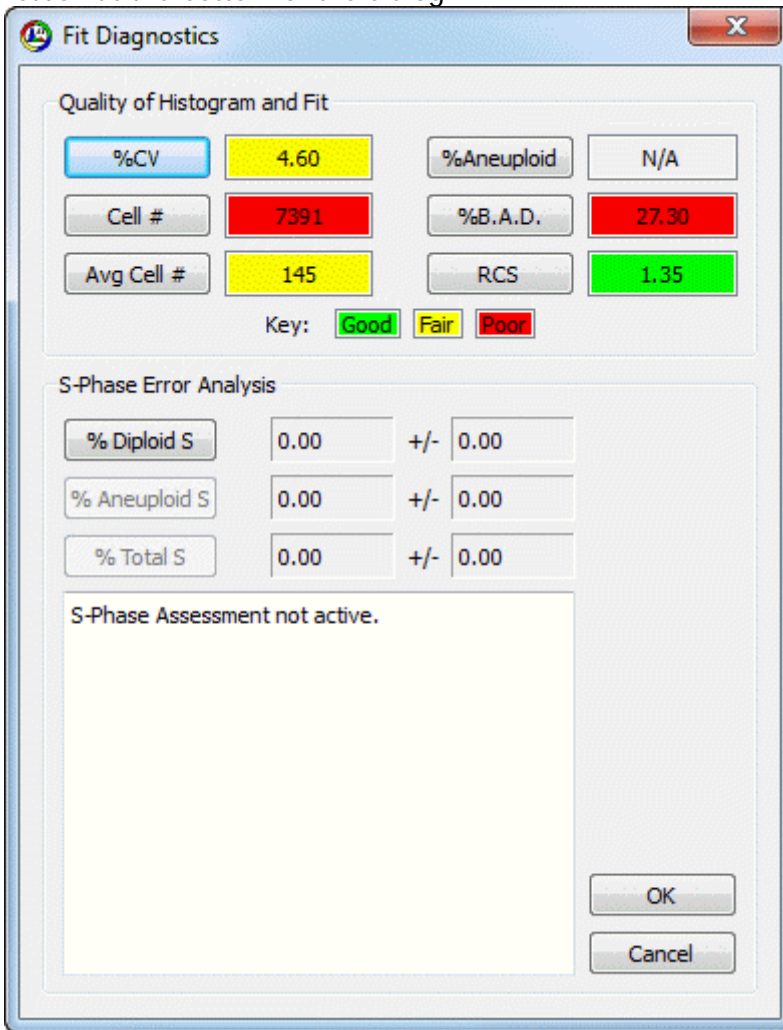 Fit Diagnostics
Quality of Histogram and Fit
%CV 4.60 %Aneuploid N/A
Cell # 7391 %B.A.D. 27.30
Avg Cell # 145 RCS 1.35
Key: Good Fair Poor
S-Phase Error Analysis
% Diploid S 0.00 +/- 0.00
% Aneuploid S 0.00 +/- 0.00
% Total S 0.00 +/- 0.00
S-Phase Assessment not active.
OK
Cancel